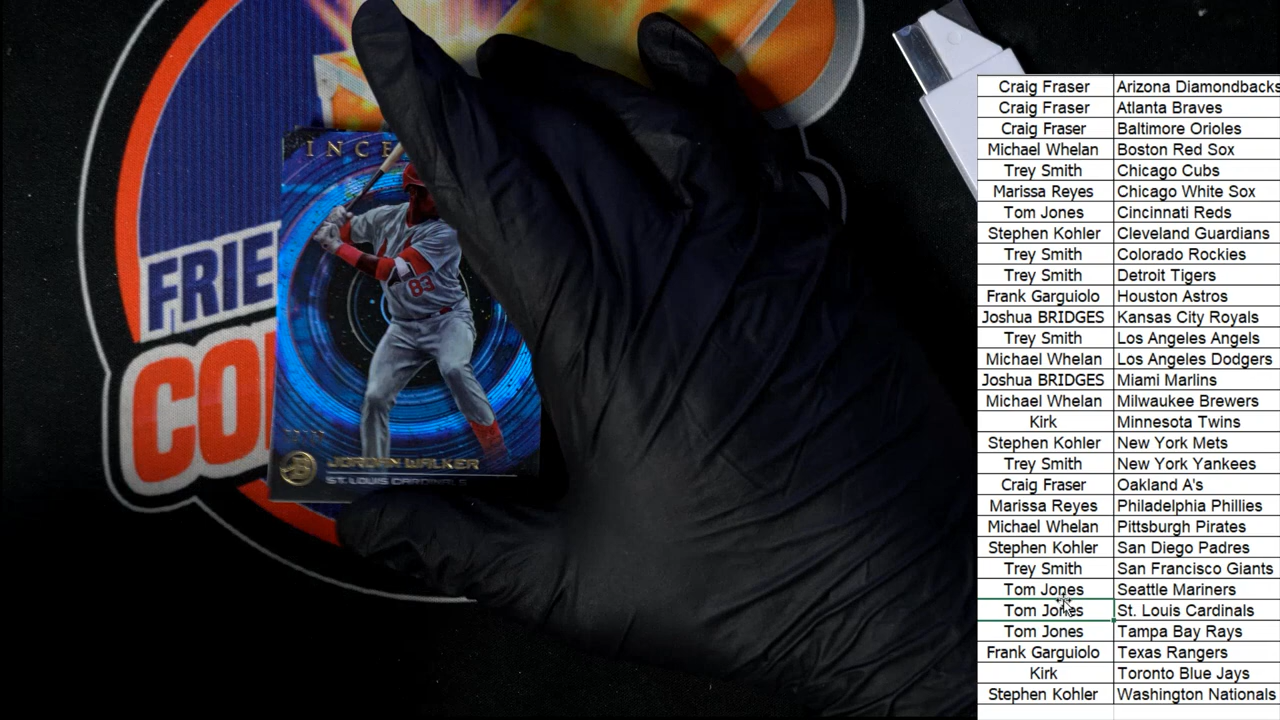 INCE
FRIE
CO
83
JORDAN WALKER
ST. LOUIS CARDINALS
Craig Fraser Arizona Diamondbacks
Craig Fraser Atlanta Braves
Craig Fraser Baltimore Orioles
Michael Whelan Boston Red Sox
Trey Smith Chicago Cubs
Marissa Reyes Chicago White Sox
Tom Jones Cincinnati Reds
Stephen Kohler Cleveland Guardians
Trey Smith Colorado Rockies
Trey Smith Detroit Tigers
Frank Garguiolo Houston Astros
Joshua BRIDGES Kansas City Royals
Trey Smith Los Angeles Angels
Michael Whelan Los Angeles Dodgers
Joshua BRIDGES Miami Marlins
Michael Whelan Milwaukee Brewers
Kirk Minnesota Twins
Stephen Kohler New York Mets
Trey Smith New York Yankees
Craig Fraser Oakland A's
Marissa Reyes Philadelphia Phillies
Michael Whelan Pittsburgh Pirates
Stephen Kohler San Diego Padres
Trey Smith San Francisco Giants
Tom Jones Seattle Mariners
Tom Jones St. Louis Cardinals
Tom Jones Tampa Bay Rays
Frank Garguiolo Texas Rangers
Kirk Toronto Blue Jays
Stephen Kohler Washington Nationals